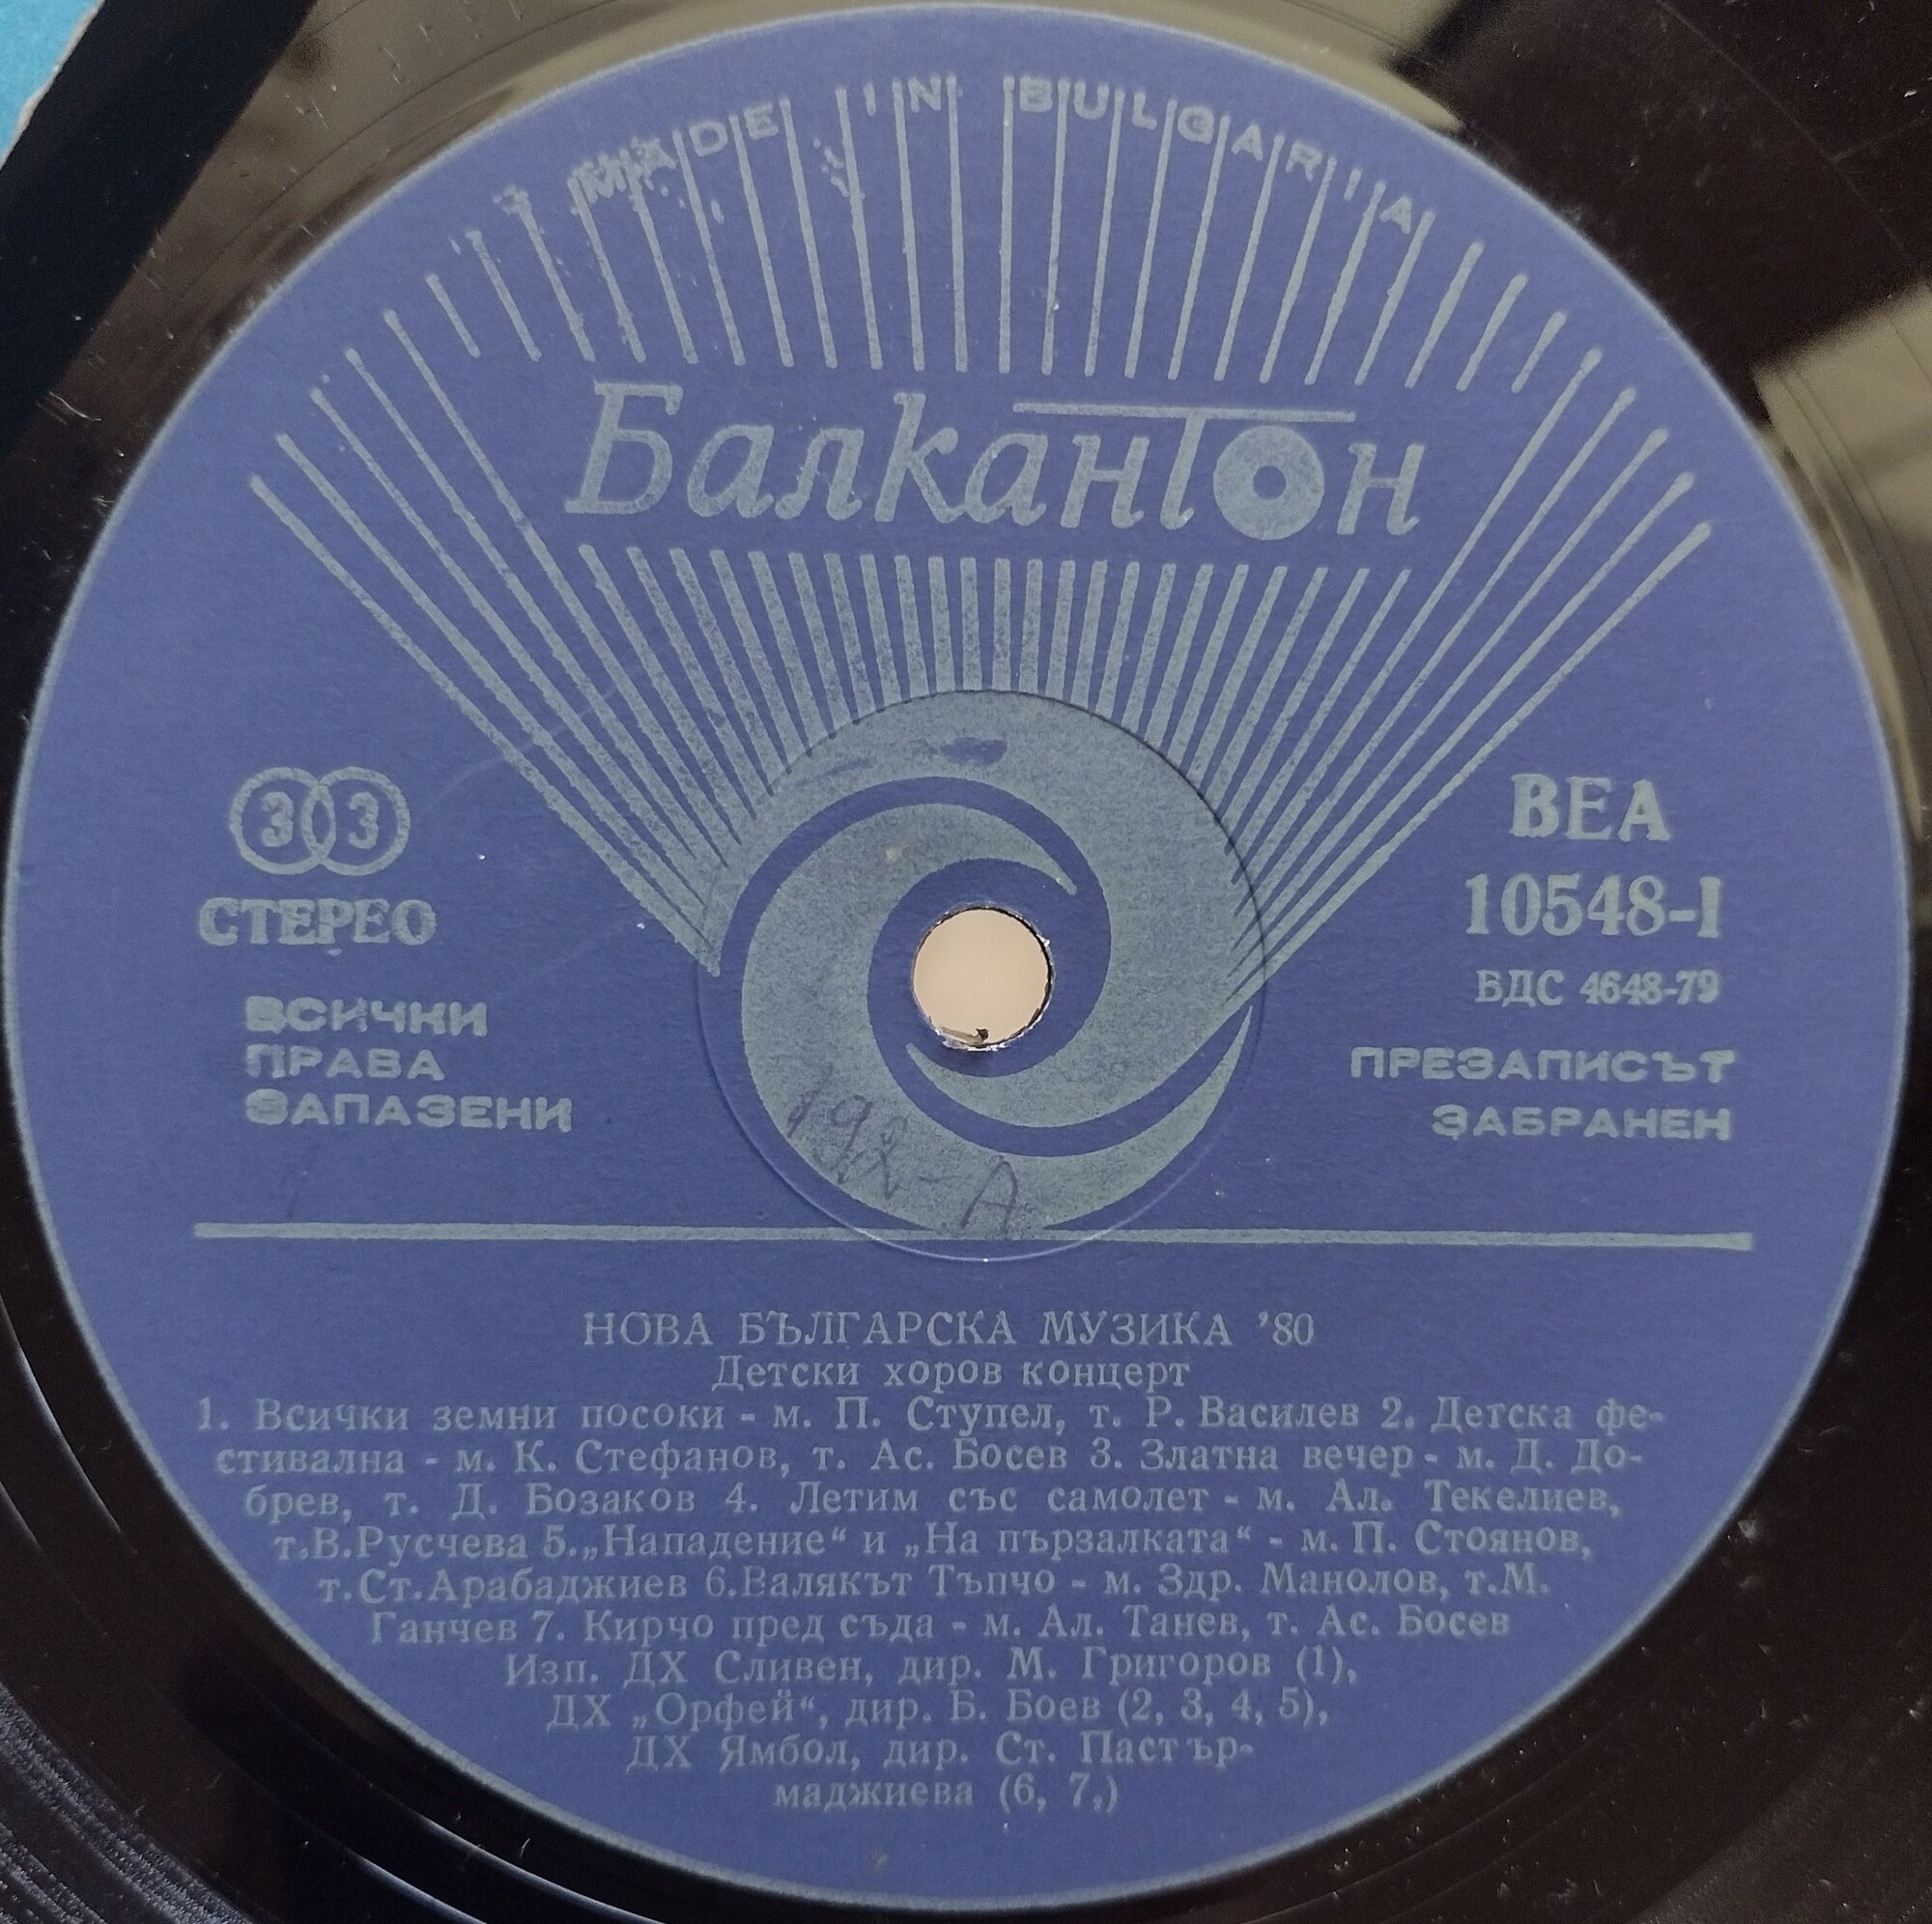 MADE IN BULGARIA
Балкантон
33
СТЕРЕО
ВСИЧКИ
ПРАВА
ЗАПАЗЕНИ
ВЕА
10548-I
БДС 4648-79
ПРЕЗАПИСЪТ
ЗАБРАНЕН
192-А
НОВА БЪЛГАРСКА МУЗИКА '80
Детски хоров концерт
1. Всички земни посоки - м. П. Ступел, т. Р. Василев 2. Детска фе-
стивална - м. К. Стефанов, т. Ас. Босев 3. Златна вечер - м. Д. До-
брев, т. Д. Бозаков 4. Летим със самолет - м. Ал. Текелиев,
т.В.Русчева 5.„Нападение“ и „На пързалката“ - м. П. Стоянов,
т.Ст.Арабаджиев 6.Валякът Тъпчо - м. Здр. Манолов, т.М.
Ганчев 7. Кирчо пред съда - м. Ал. Танев, т. Ас. Босев
Изп. ДХ Сливен, дир. М. Григоров (1),
ДХ „Орфей“, дир. Б. Боев (2, 3, 4, 5),
ДХ Ямбол, дир. Ст. Пастър-
маджиева (6, 7,)